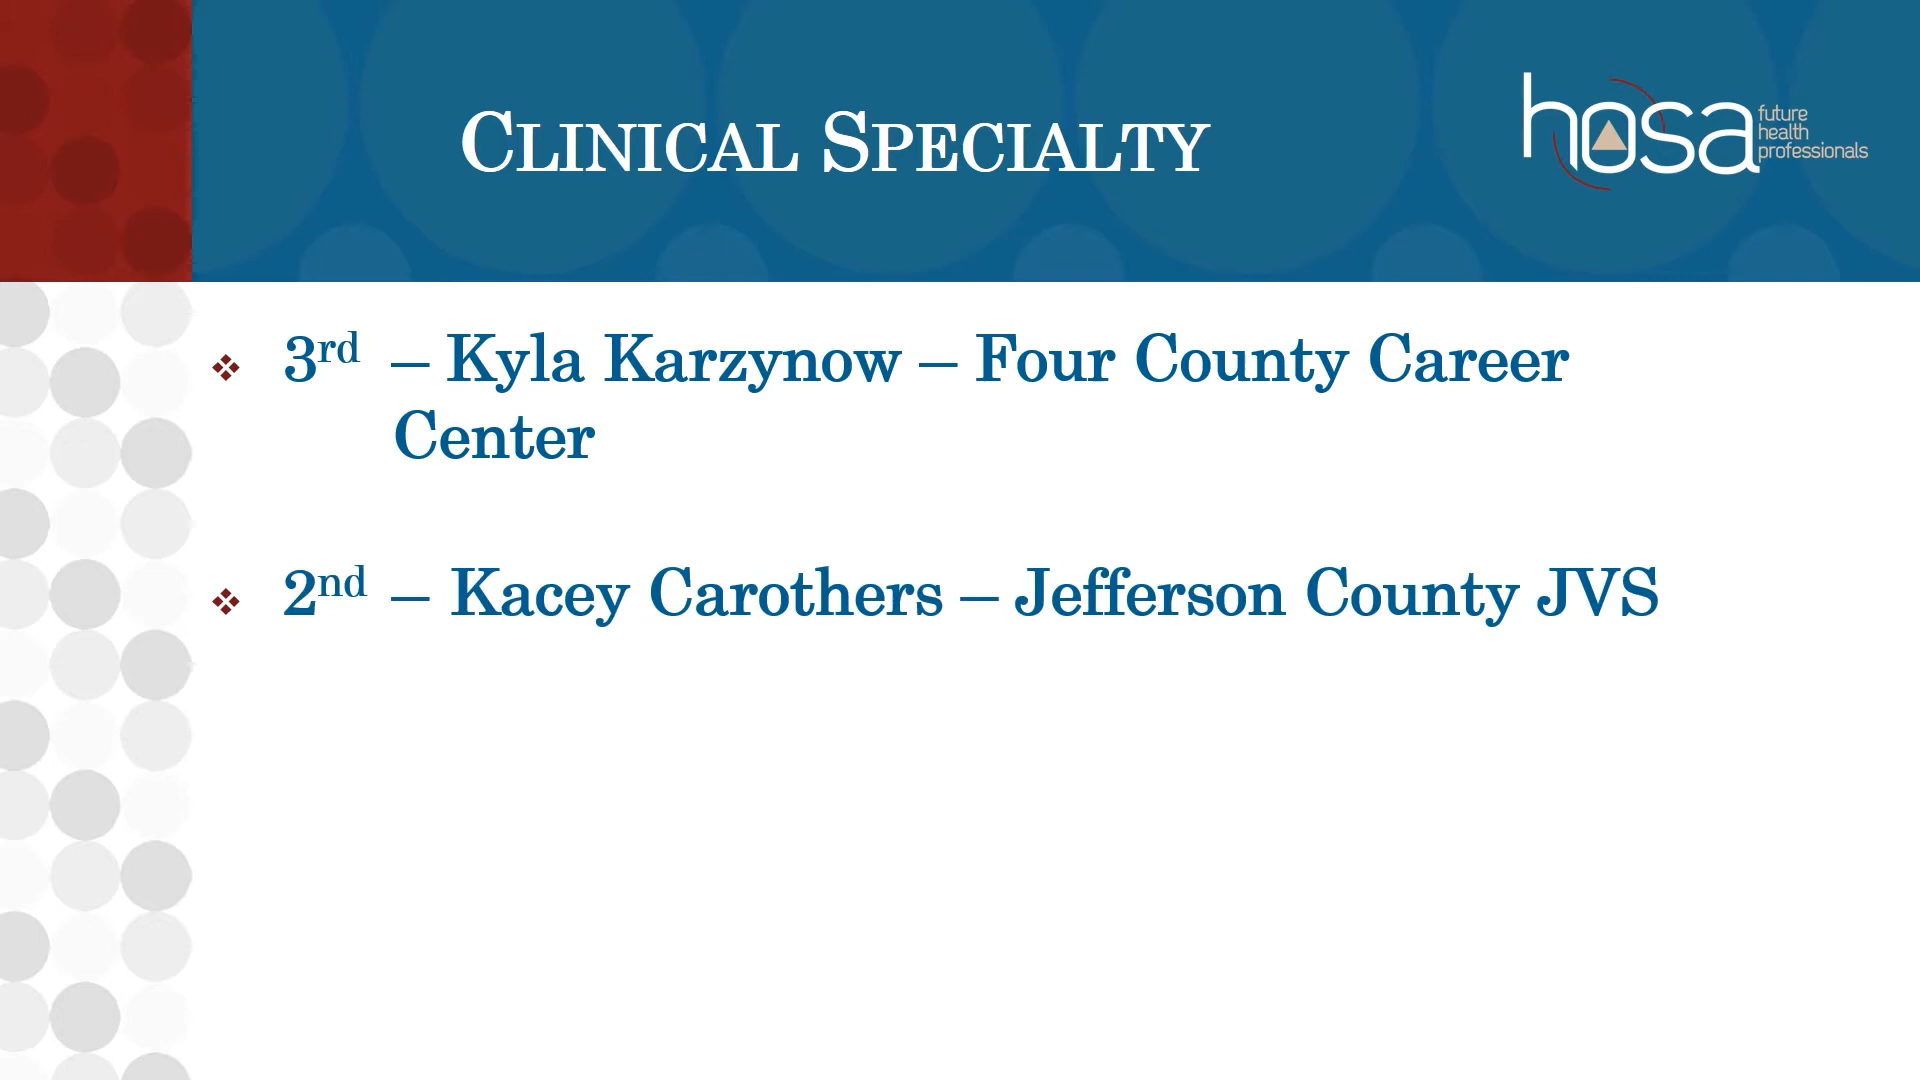 Clinical Specialty
hosa
future
health
professionals
3rd – Kyla Karzynow – Four County Career
Center
2nd – Kacey Carothers – Jefferson County JVS